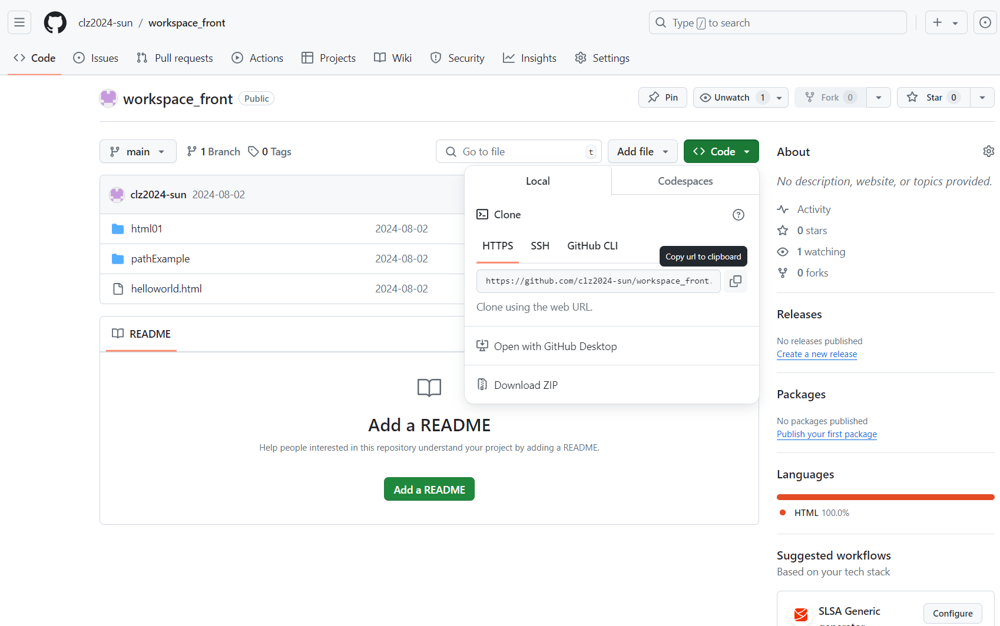 clz2024-sun / workspace_front
Type / to search
Code
Issues
Pull requests
Actions
Projects
Wiki
Security
Insights
Settings
workspace_front
Public
Pin
Unwatch 1
Fork 0
Star 0
main
1 Branch
0 Tags
Go to file
t
Add file
Code
clz2024-sun 2024-08-02
html01 2024-08-02
pathExample 2024-08-02
helloworld.html 2024-08-02
README
Add a README
Help people interested in this repository understand your project by adding a README.
Add a README
Local
Codespaces
Clone
HTTPS
SSH
GitHub CLI
Copy url to clipboard
https://github.com/clz2024-sun/workspace_front.
Clone using the web URL.
Open with GitHub Desktop
Download ZIP
About
No description, website, or topics provided.
Activity
0 stars
1 watching
0 forks
Releases
No releases published
Create a new release
Packages
No packages published
Publish your first package
Languages
HTML 100.0%
Suggested workflows
Based on your tech stack
SLSA Generic
Configure